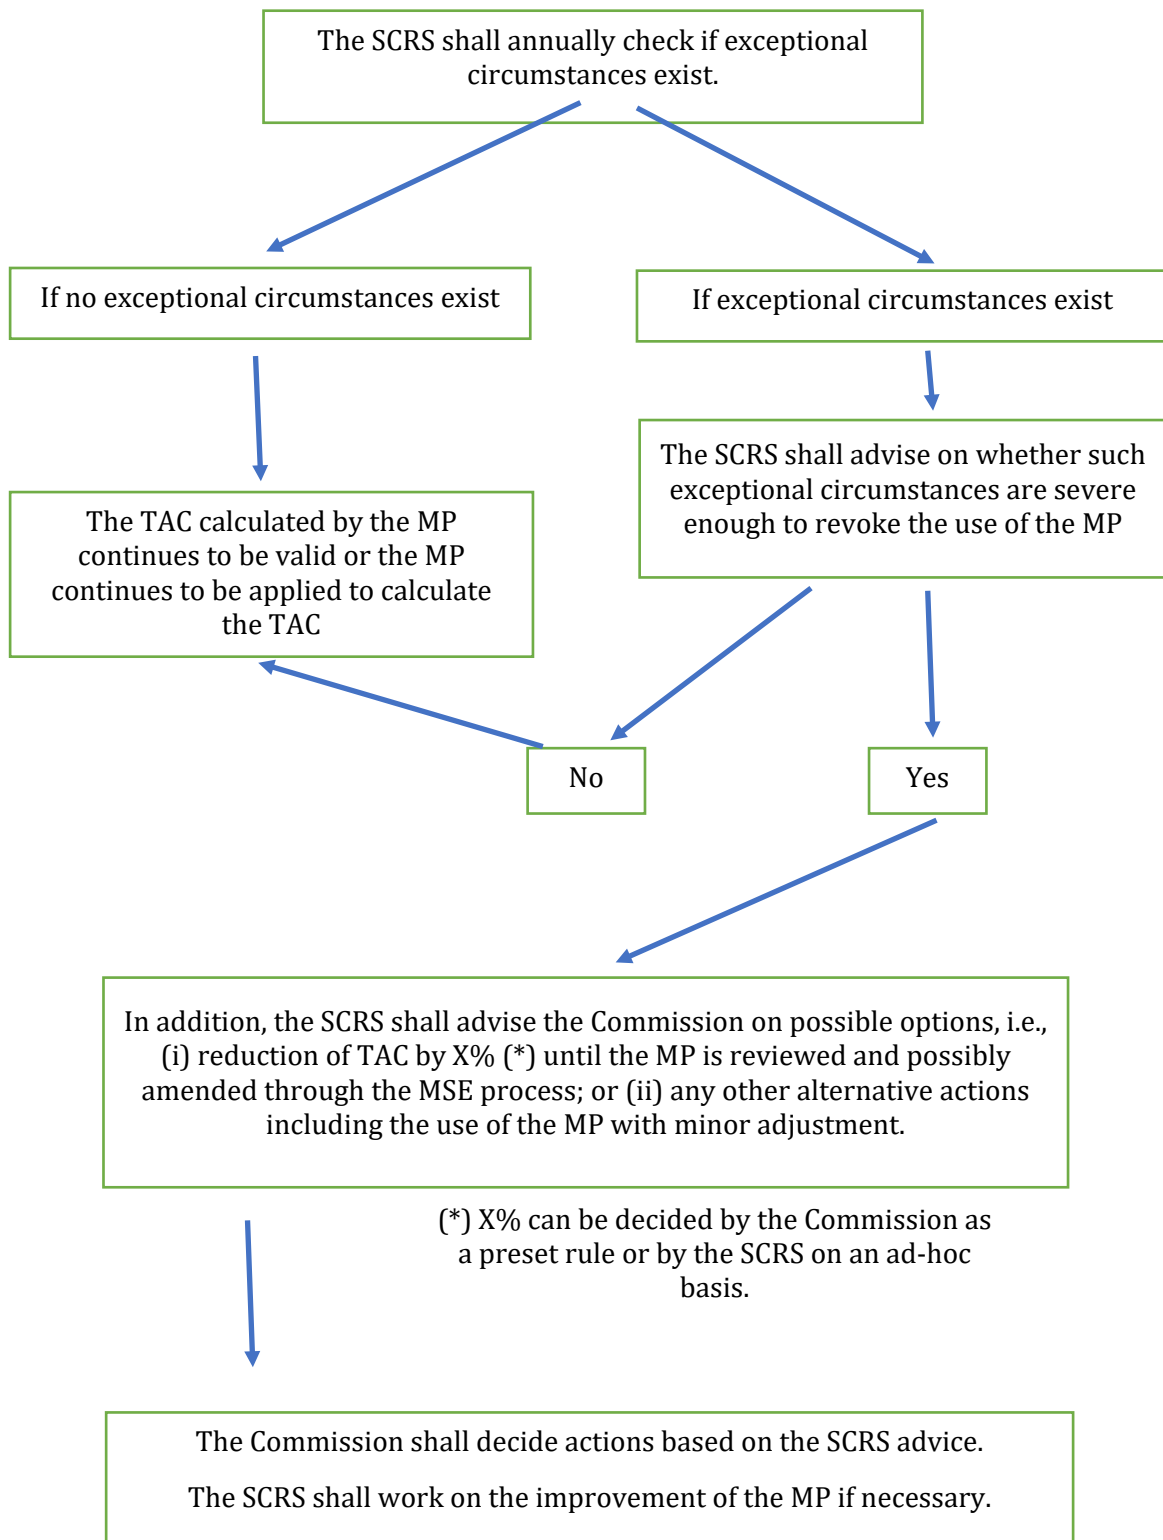 The SCRS shall annually check if exceptional
circumstances exist.
If no exceptional circumstances exist
If exceptional circumstances exist
The SCRS shall advise on whether such
exceptional circumstances are severe
enough to revoke the use of the MP
The TAC calculated by the MP
continues to be valid or the MP
continues to be applied to calculate
the TAC
No
Yes
In addition, the SCRS shall advise the Commission on possible options, i.e.,
(i) reduction of TAC by X% (*) until the MP is reviewed and possibly
amended through the MSE process; or (ii) any other alternative actions
including the use of the MP with minor adjustment.
(*) X% can be decided by the Commission as
a preset rule or by the SCRS on an ad-hoc
basis.
The Commission shall decide actions based on the SCRS advice.
The SCRS shall work on the improvement of the MP if necessary.